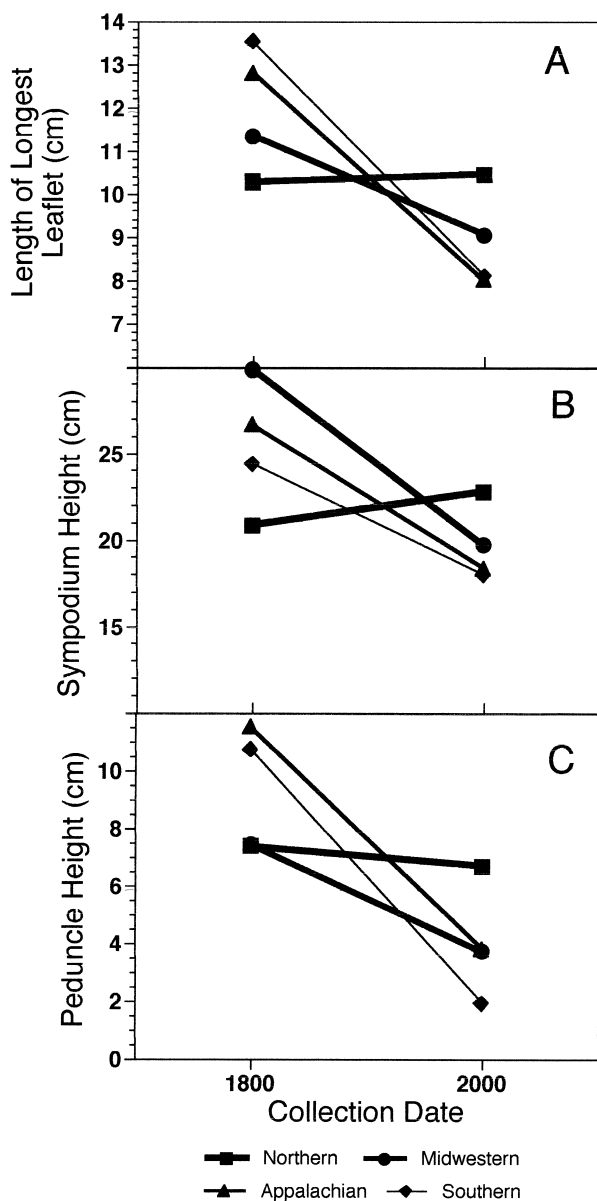 A
Length of Longest
Leaflet (cm)
14
13
12
11
10
9
8
7
B
Sympodium Height (cm)
25
20
15
C
Peduncle Height (cm)
10
8
6
4
2
0
1800
2000
Collection Date
Northern
Midwestern
Appalachian
Southern